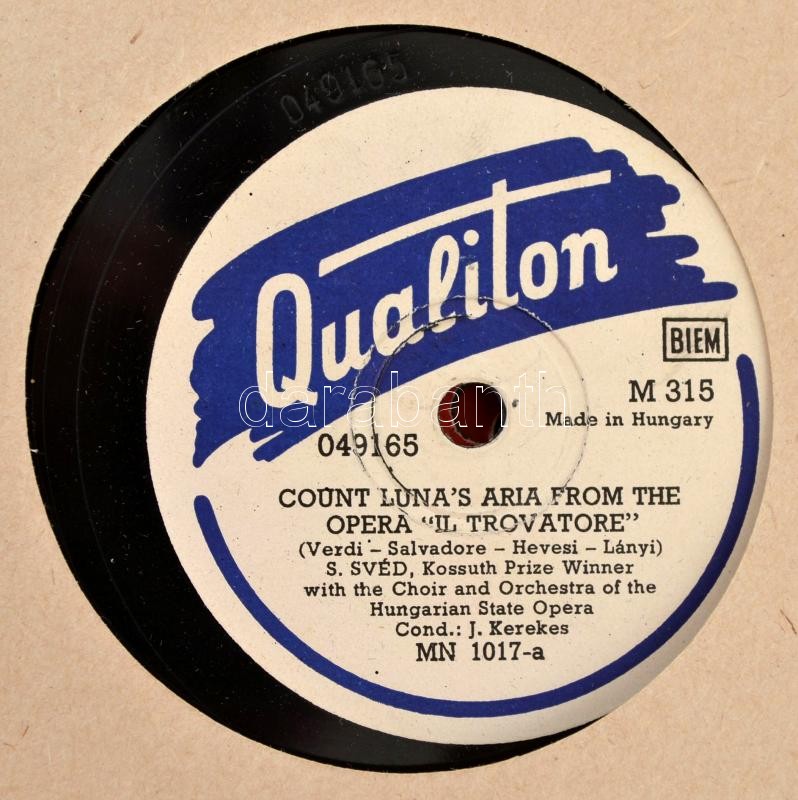 049165
Qualiton
BIEM
M 315
Made in Hungary
darabanth
049165
COUNT LUNA'S ARIA FROM THE
OPERA “IL TROVATORE”
(Verdi – Salvadore – Hevesi – Lányi)
S. SVÉD, Kossuth Prize Winner
with the Choir and Orchestra of the
Hungarian State Opera
Cond.: J. Kerekes
MN 1017-a